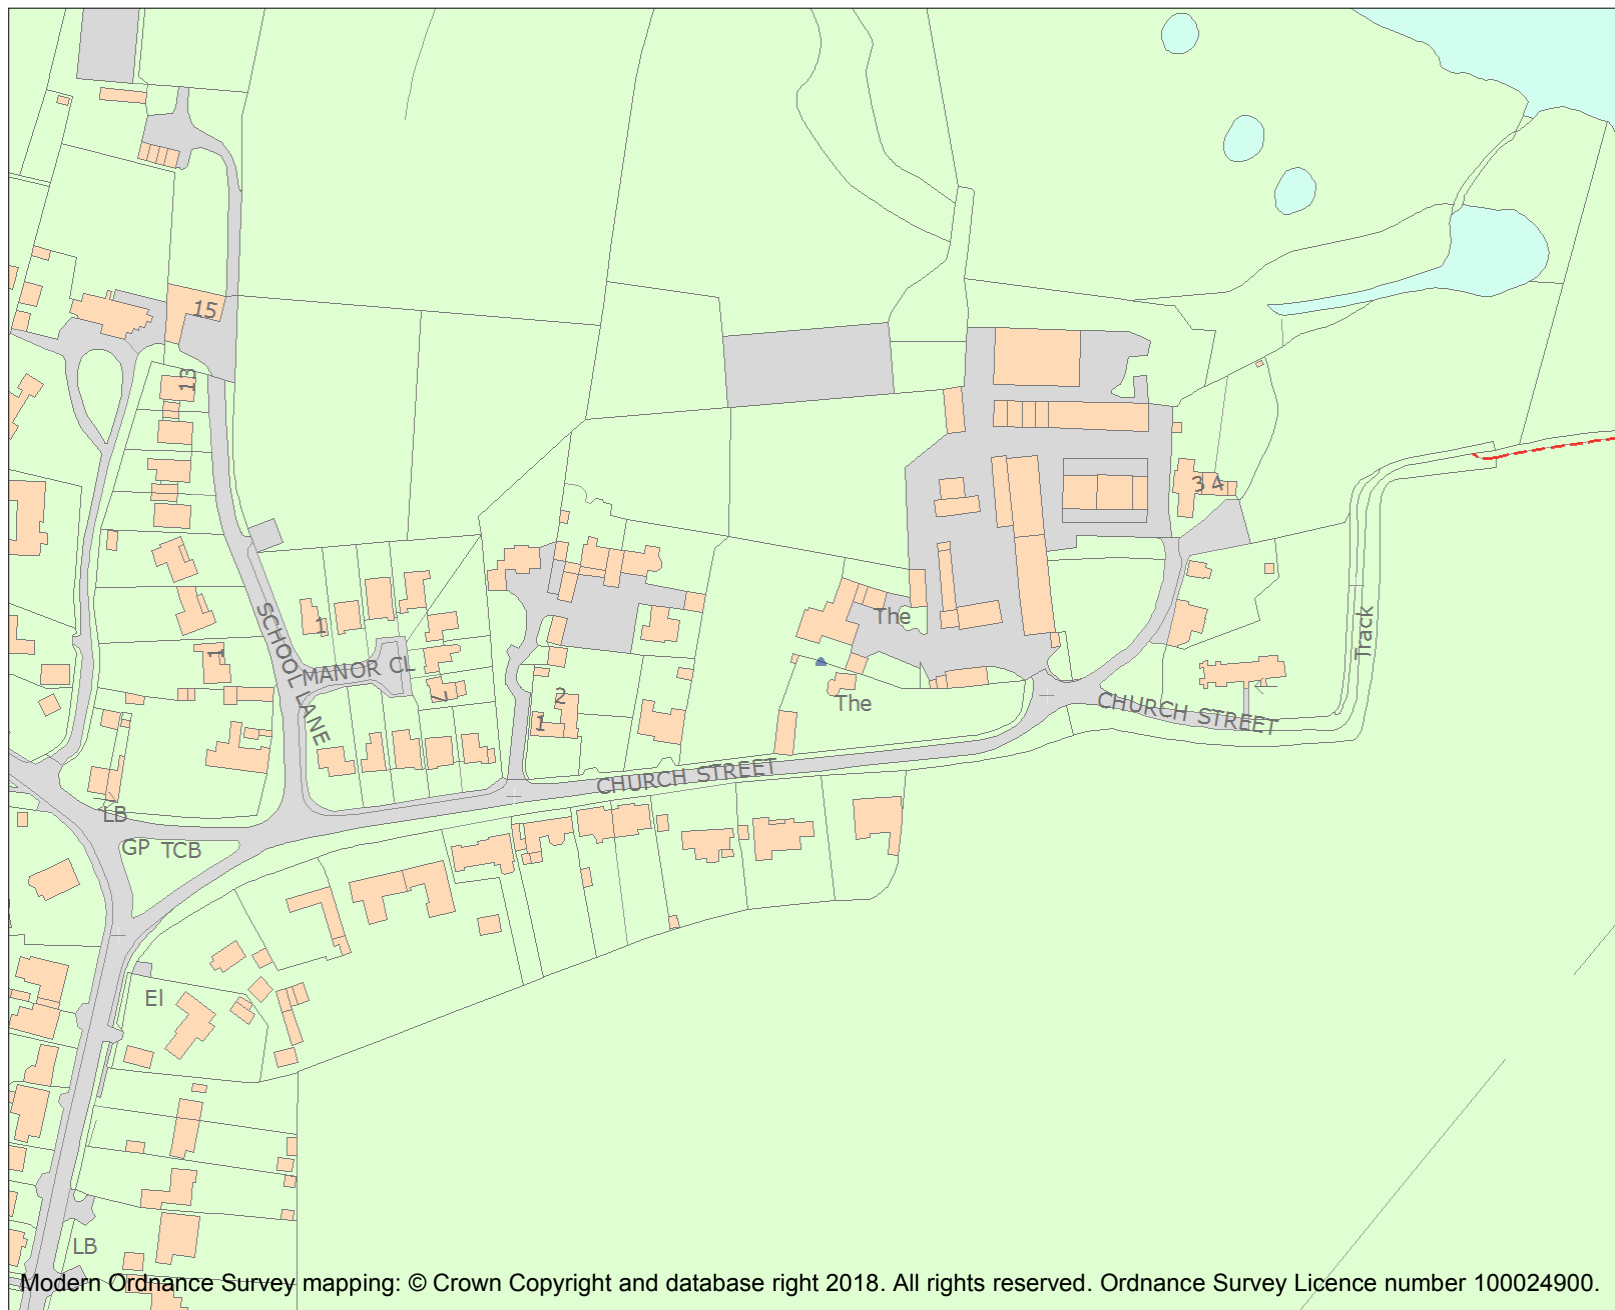 15
13
3 4
The
1
SCHOOL LANE
1
MANOR CL
Track
7
2
1
The
CHURCH STREET
CHURCH STREET
LB
GP
TCB
El
LB
Modern Ordnance Survey mapping: © Crown Copyright and database right 2018. All rights reserved. Ordnance Survey Licence number 100024900.